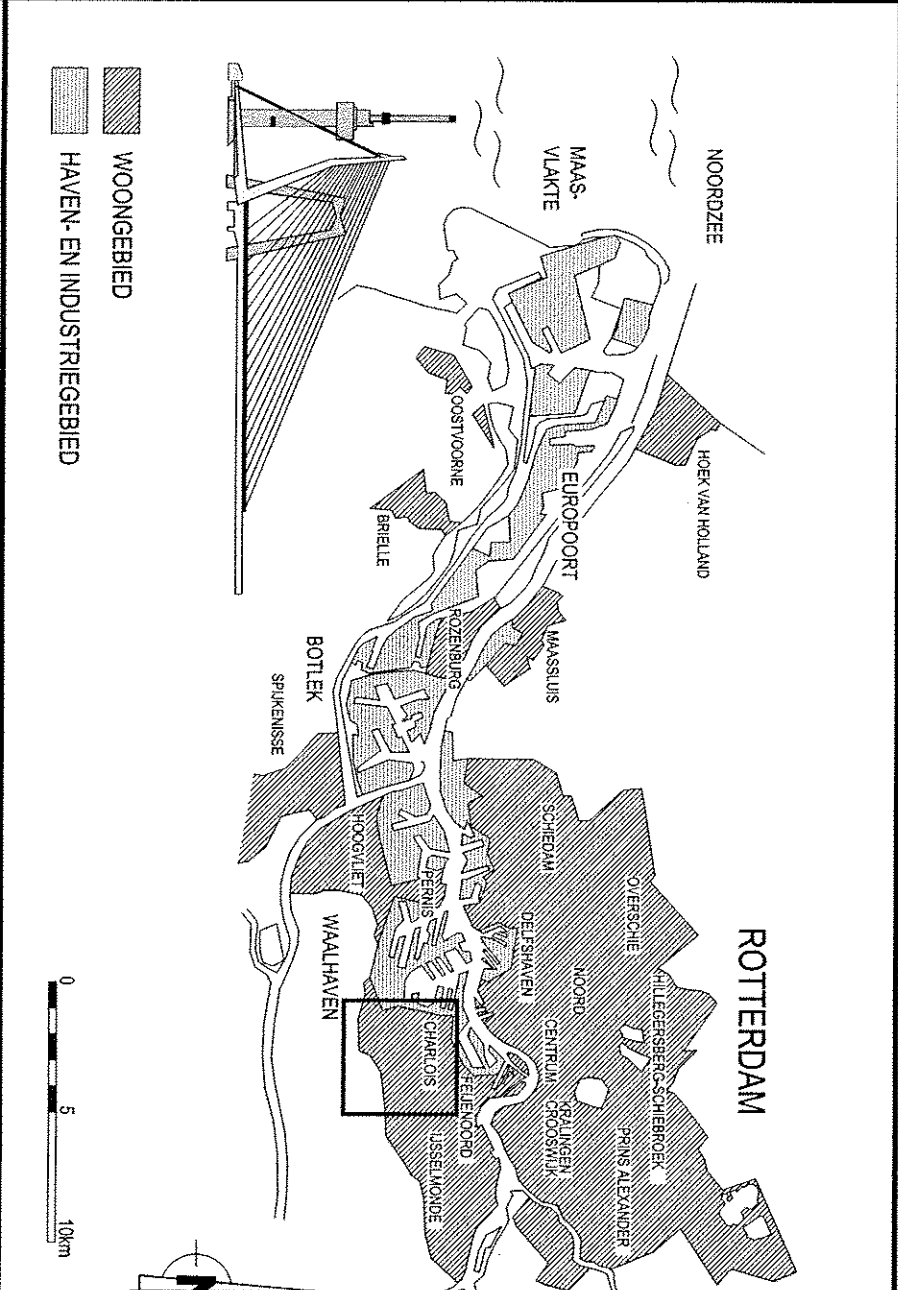 ROTTERDAM
NOORDZEE
MAAS-
VLAKTE
HOEK VAN HOLLAND
EUROPOORT
OOSTVOORNE
BRIELLE
MAASSLUIS
ROZENBURG
BOTLEK
SPIJKENISSE
HOOGVLIET
PERNIS
SCHIEDAM
OVERSCHIE
HILLEGERSBERG-SCHIEBROEK
NOORD
DELFSHAVEN
CENTRUM
KRALINGEN
CROOSWIJK
PRINS ALEXANDER
WAALHAVEN
CHARLOIS
FEIJENOORD
IJSSELMONDE
WOONGEBIED
HAVEN- EN INDUSTRIEGEBIED
0 5 10km
N